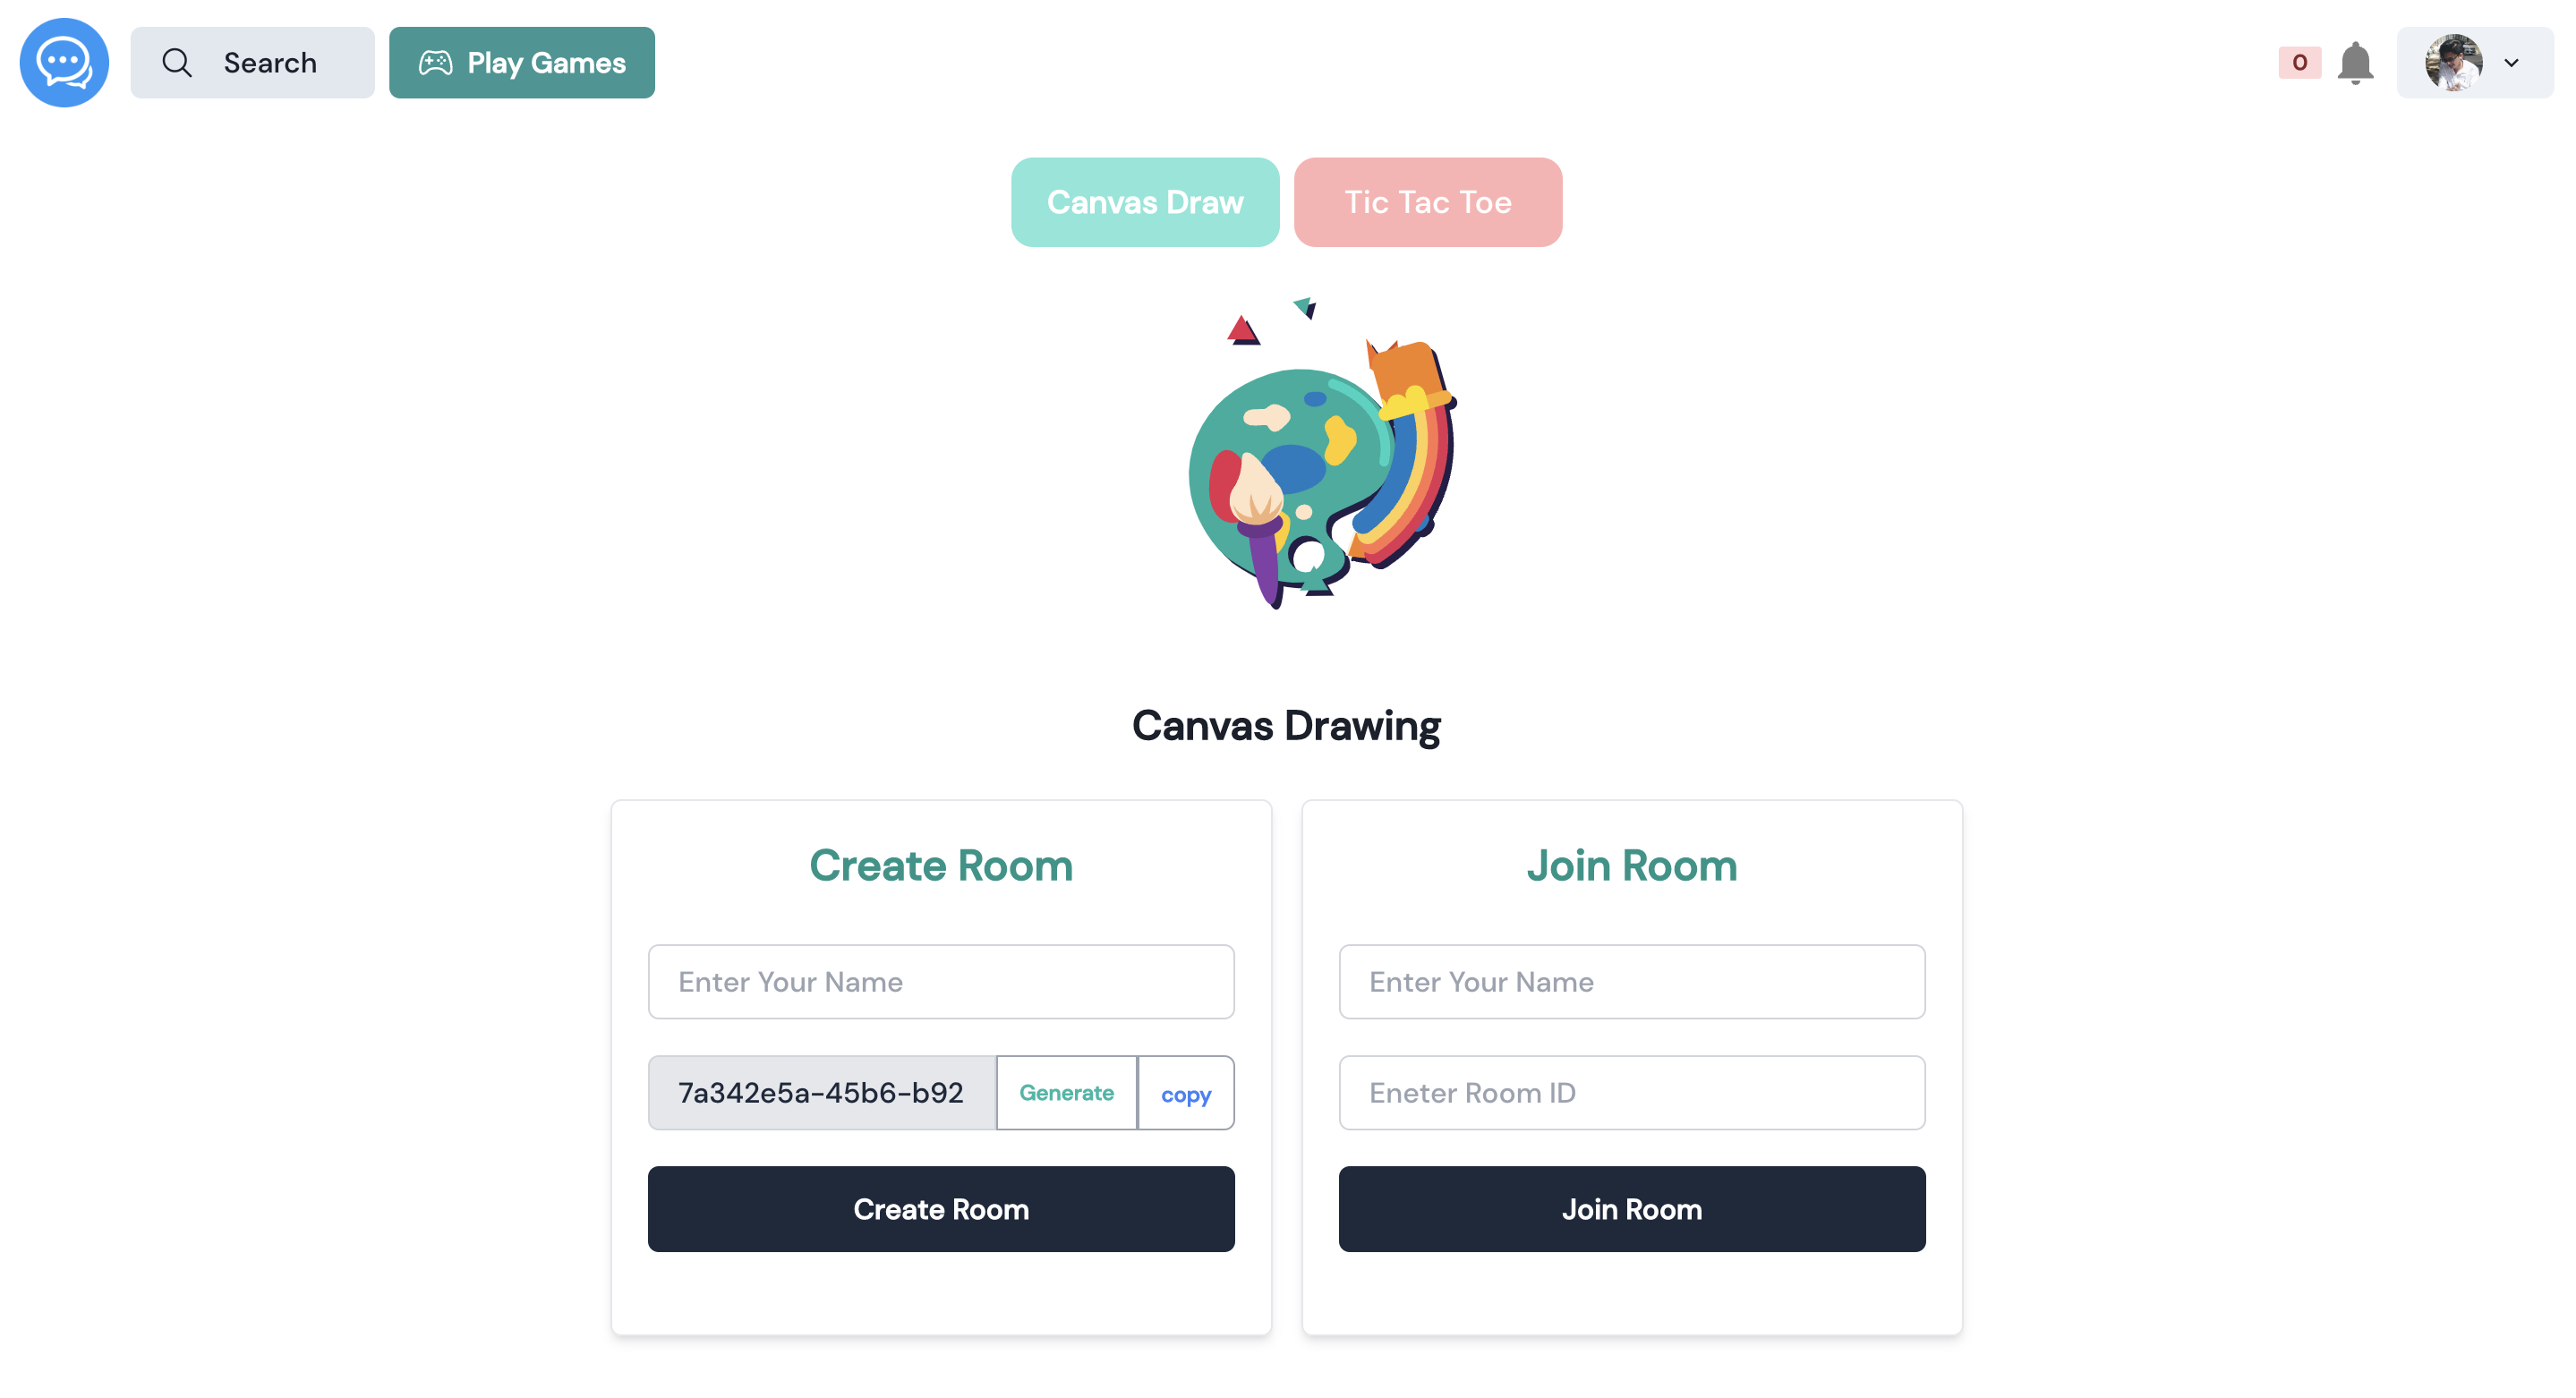 Search
Play Games
0
Canvas Draw
Tic Tac Toe
Canvas Drawing
Create Room
Enter Your Name
7a342e5a-45b6-b92
Generate
copy
Create Room
Join Room
Enter Your Name
Eneter Room ID
Join Room